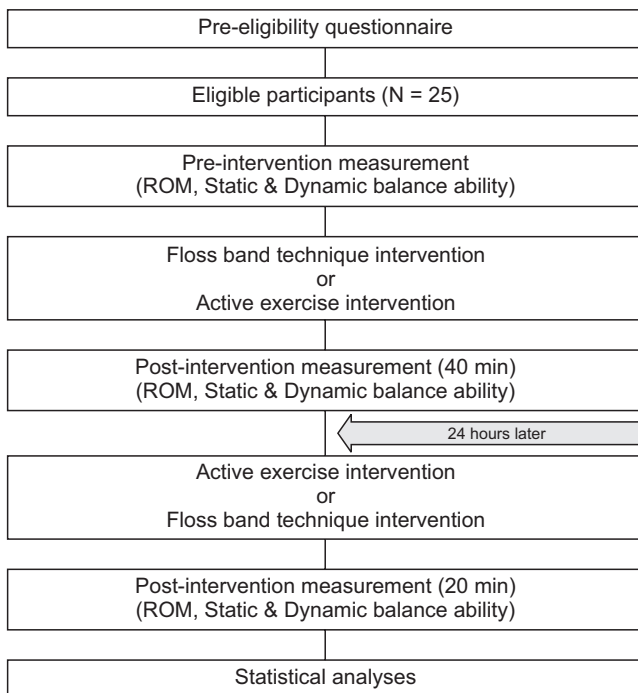 Pre-eligibility questionnaire
Eligible participants (N = 25)
Pre-intervention measurement
(ROM, Static & Dynamic balance ability)
Floss band technique intervention
or
Active exercise intervention
Post-intervention measurement (40 min)
(ROM, Static & Dynamic balance ability)
24 hours later
Active exercise intervention
or
Floss band technique intervention
Post-intervention measurement (20 min)
(ROM, Static & Dynamic balance ability)
Statistical analyses